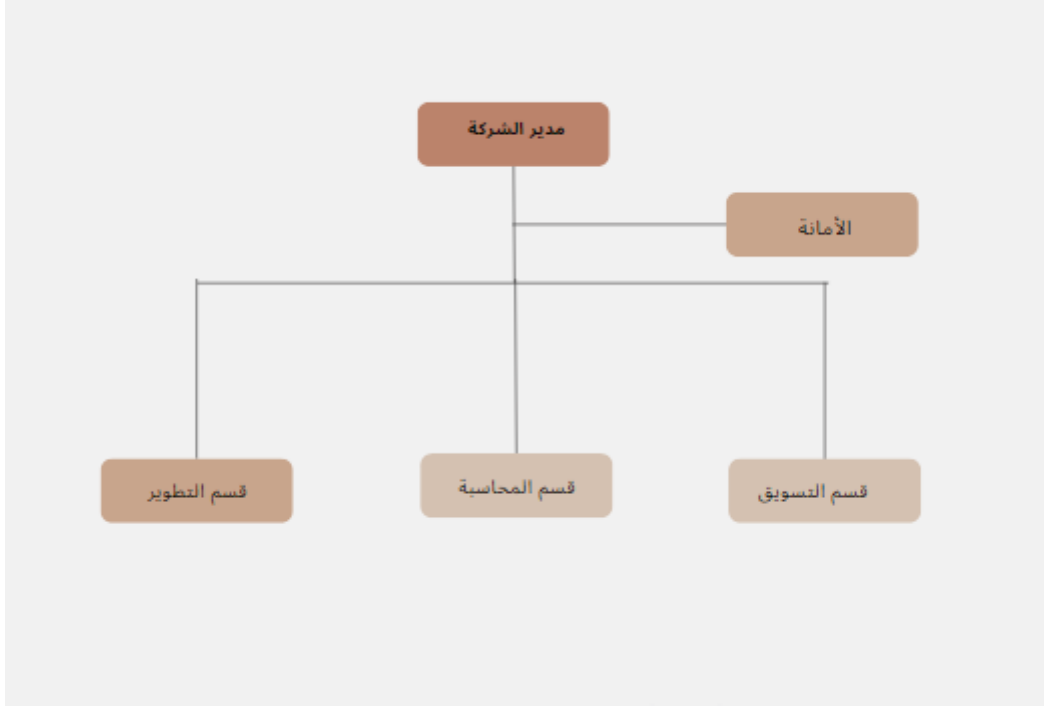 مدير الشركة
الأمانة
قسم التسويق
قسم المحاسبة
قسم التطوير